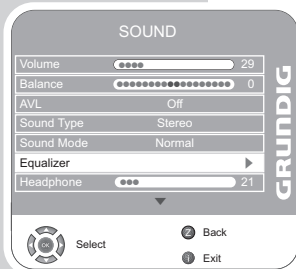 SOUND
Volume 29
Balance 0
AVL Off
Sound Type Stereo
Sound Mode Normal
Equalizer
Headphone 21
GRUNDIG
OK Select
Z Back
i Exit